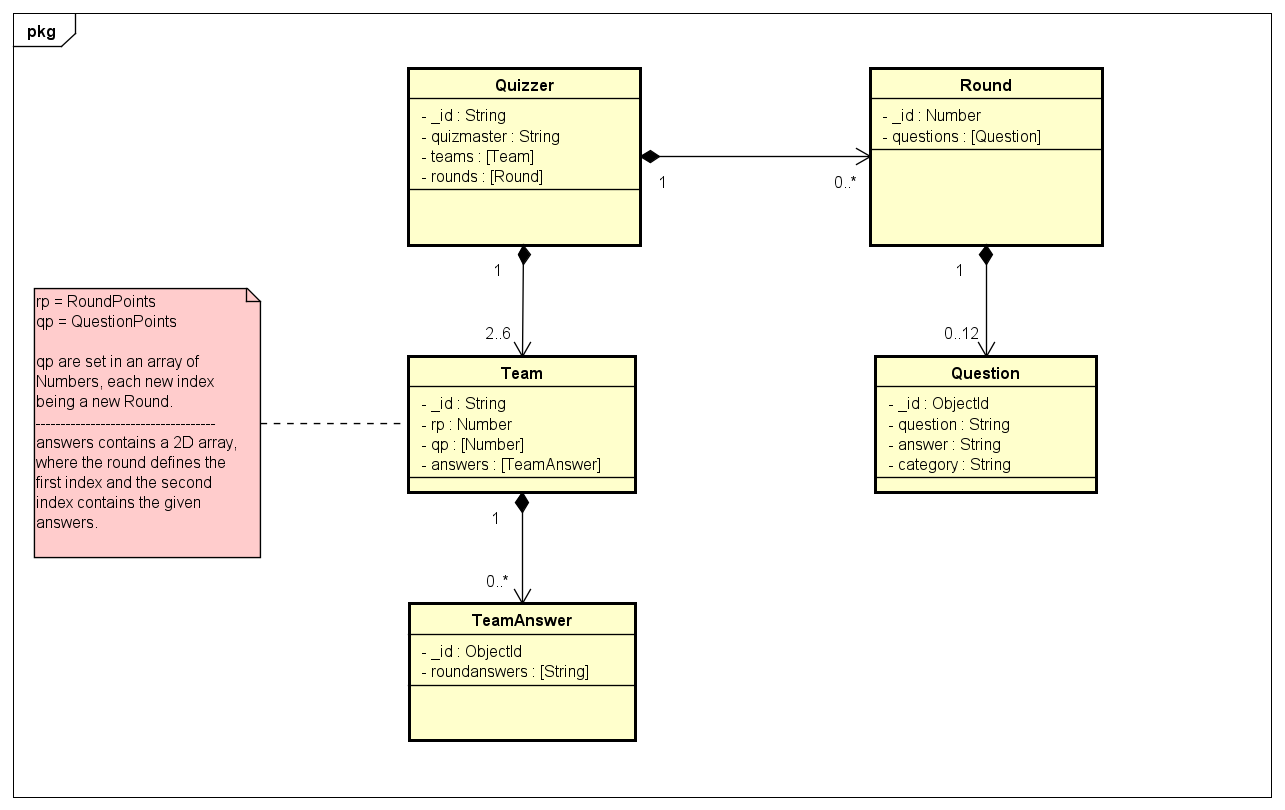 pkg
Quizzer
- _id : String
- quizmaster : String
- teams : [Team]
- rounds : [Round]
1
0..*
Round
- _id : Number
- questions : [Question]
1
2..6
1
0..12
rp = RoundPoints
qp = QuestionPoints
qp are set in an array of
Numbers, each new index
being a new Round.
------------------------------------
answers contains a 2D array,
where the round defines the
first index and the second
index contains the given
answers.
Team
- _id : String
- rp : Number
- qp : [Number]
- answers : [TeamAnswer]
Question
- _id : ObjectId
- question : String
- answer : String
- category : String
1
0..*
TeamAnswer
- _id : ObjectId
- roundanswers : [String]